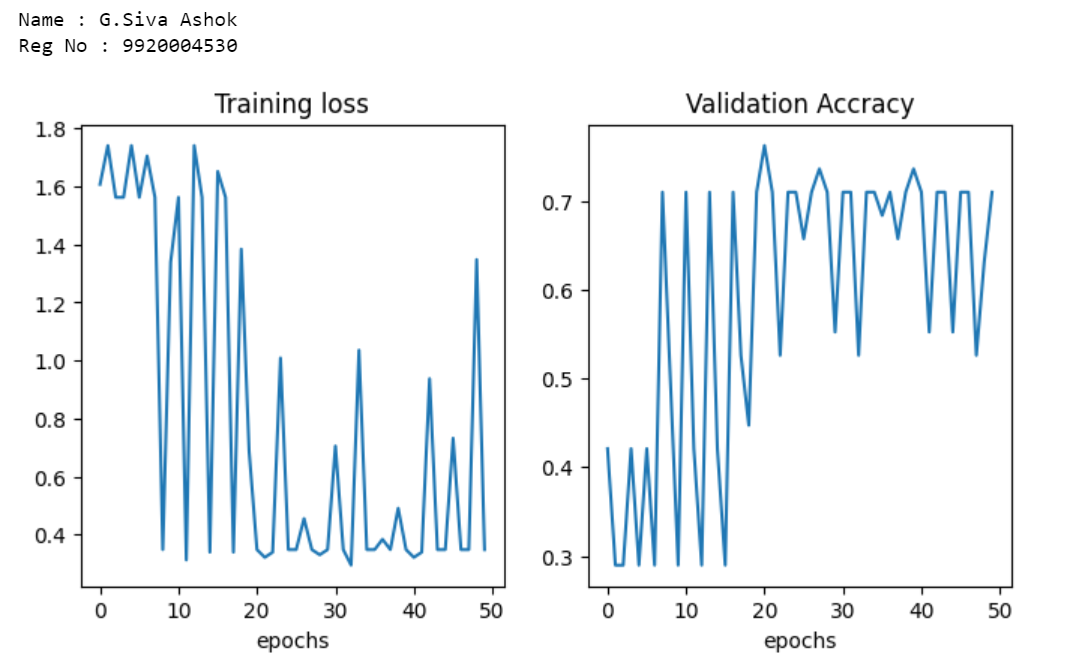 Name : G.Siva Ashok
Reg No : 9920004530
Training loss
1.8
1.6
1.4
1.2
1.0
0.8
0.6
0.4
0 10 20 30 40 50
epochs
Validation Accracy
0.7
0.6
0.5
0.4
0.3
0 10 20 30 40 50
epochs